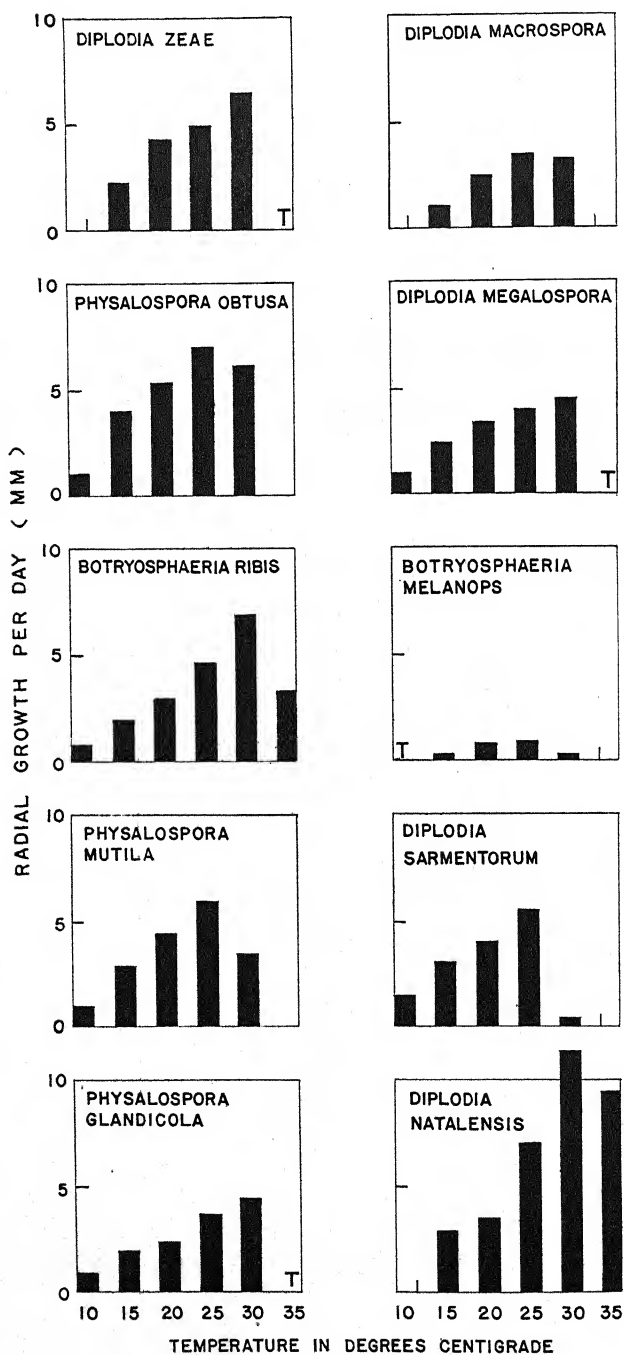 10
5
0
DIPLODIA ZEAE
T
DIPLODIA MACROSPORA
10
5
0
PHYSALOSPORA OBTUSA
DIPLODIA MEGALOSPORA
T
10
5
0
BOTRYOSPHAERIA RIBIS
BOTRYOSPHAERIA
MELANOPS
T
10
5
0
PHYSALOSPORA
MUTILA
DIPLODIA
SARMENTORUM
10
5
0
PHYSALOSPORA
GLANDICOLA
T
DIPLODIA
NATALENSIS
10 15 20 25 30 35
10 15 20 25 30 35
RADIAL GROWTH PER DAY (MM)
TEMPERATURE IN DEGREES CENTIGRADE